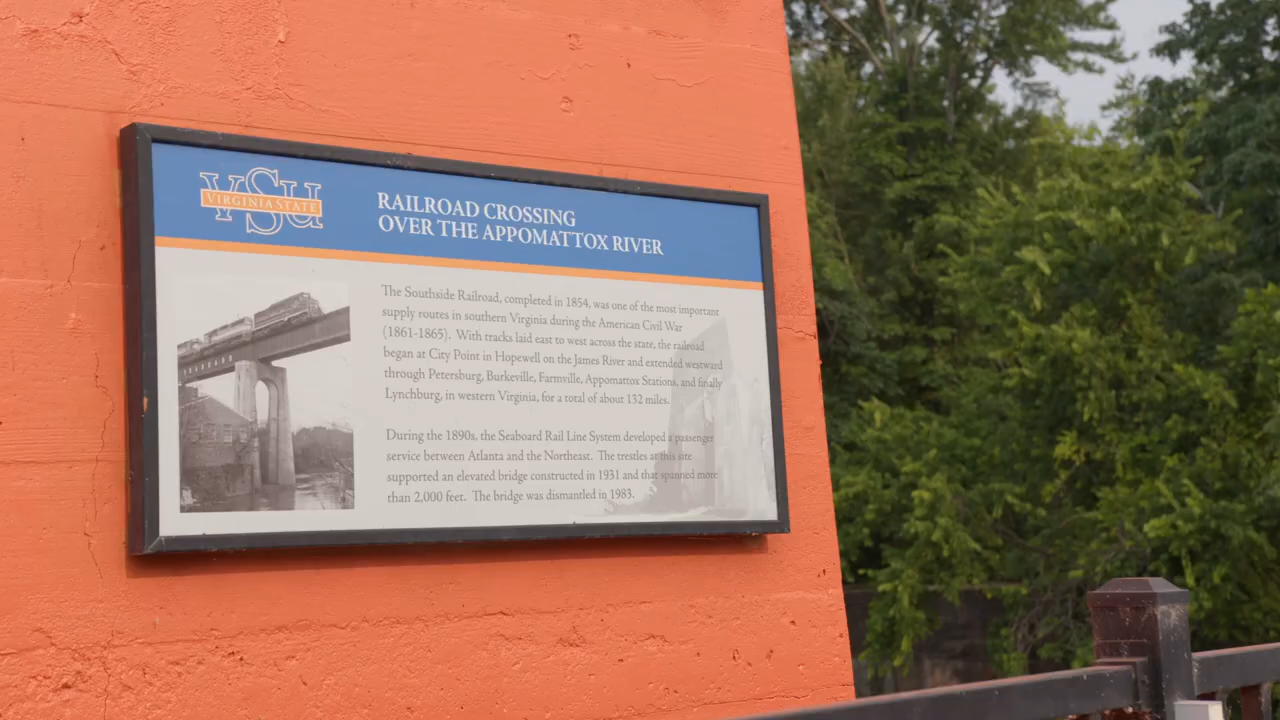 VSU
VIRGINIA STATE
RAILROAD CROSSING
OVER THE APPOMATTOX RIVER
The Southside Railroad, completed in 1854, was one of the most important
supply routes in southern Virginia during the American Civil War
(1861-1865). With tracks laid east to west across the state, the railroad
began at City Point in Hopewell on the James River and extended westward
through Petersburg, Burkeville, Farmville, Appomattox Stations, and finally
Lynchburg, in western Virginia, for a total of about 132 miles.
During the 1890s, the Seaboard Rail Line System developed a passenger
service between Atlanta and the Northeast. The trestles at this site
supported an elevated bridge constructed in 1931 and that spanned more
than 2,000 feet. The bridge was dismantled in 1983.